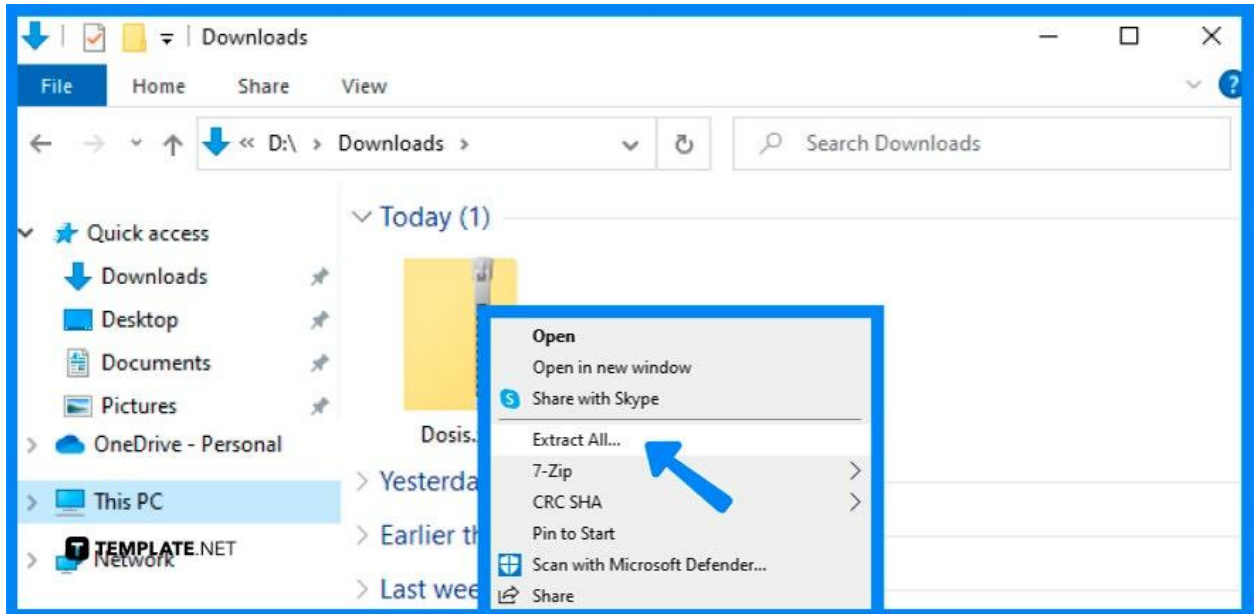 Downloads
File Home Share View
?
« D:\ > Downloads >
Search Downloads
Quick access
Downloads
Desktop
Documents
Pictures
OneDrive - Personal
This PC
Network
T TEMPLATE.NET
Today (1)
Dosis.
Yesterda
Earlier th
Last wee
Open
Open in new window
S Share with Skype
Extract All...
7-Zip
CRC SHA
Pin to Start
Scan with Microsoft Defender...
Share